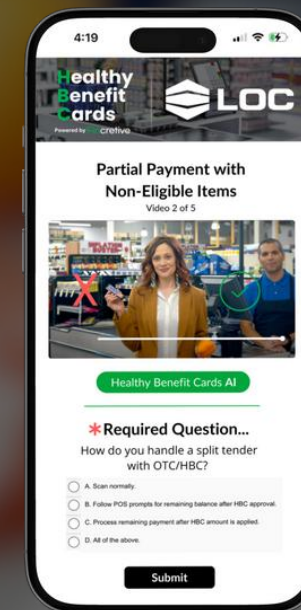 4:19
Healthy
Benefit
Cards
Powered by cretive
LOC
Partial Payment with
Non-Eligible Items
Video 2 of 5
INFLATION
BUSTER
Healthy Benefit Cards AI
*Required Question...
How do you handle a split tender
with OTC/HBC?
A. Scan normally.
B. Follow POS prompts for remaining balance after HBC approval.
C. Process remaining payment after HBC amount is applied.
D. All of the above.
Submit